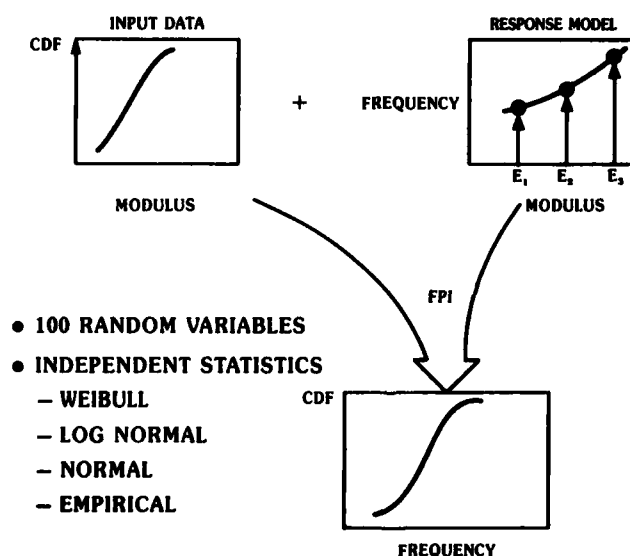 INPUT DATA
CDF
MODULUS
+
RESPONSE MODEL
FREQUENCY
E₁ E₂ E₃
MODULUS
FPI
● 100 RANDOM VARIABLES
● INDEPENDENT STATISTICS
– WEIBULL
– LOG NORMAL
– NORMAL
– EMPIRICAL
CDF
FREQUENCY